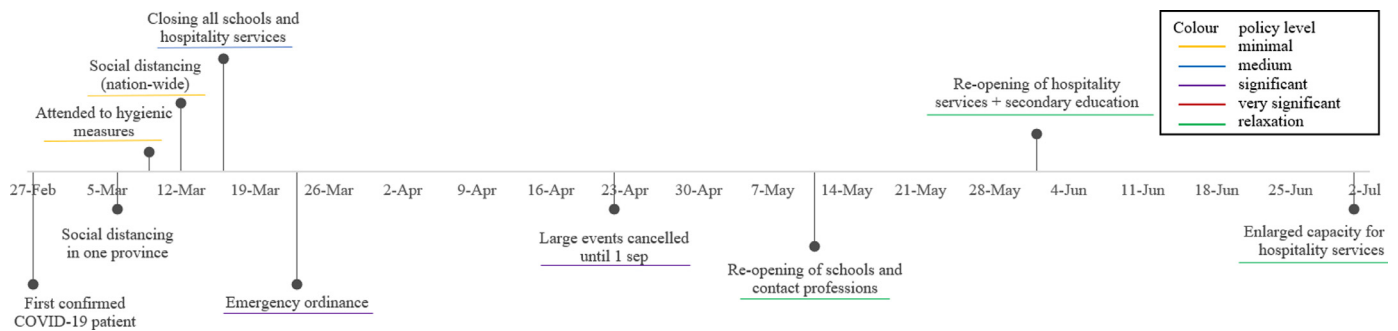 Closing all schools and
hospitality services
Social distancing
(nation-wide)
Attended to hygienic
measures
Re-opening of hospitality
services + secondary education
Colour policy level
minimal
medium
significant
very significant
relaxation
27-Feb 5-Mar 12-Mar 19-Mar 26-Mar 2-Apr 9-Apr 16-Apr 23-Apr 30-Apr 7-May 14-May 21-May 28-May 4-Jun 11-Jun 18-Jun 25-Jun 2-Jul
Social distancing
in one province
Large events cancelled
until 1 sep
Enlarged capacity for
hospitality services
Re-opening of schools and
contact professions
First confirmed
COVID-19 patient
Emergency ordinance